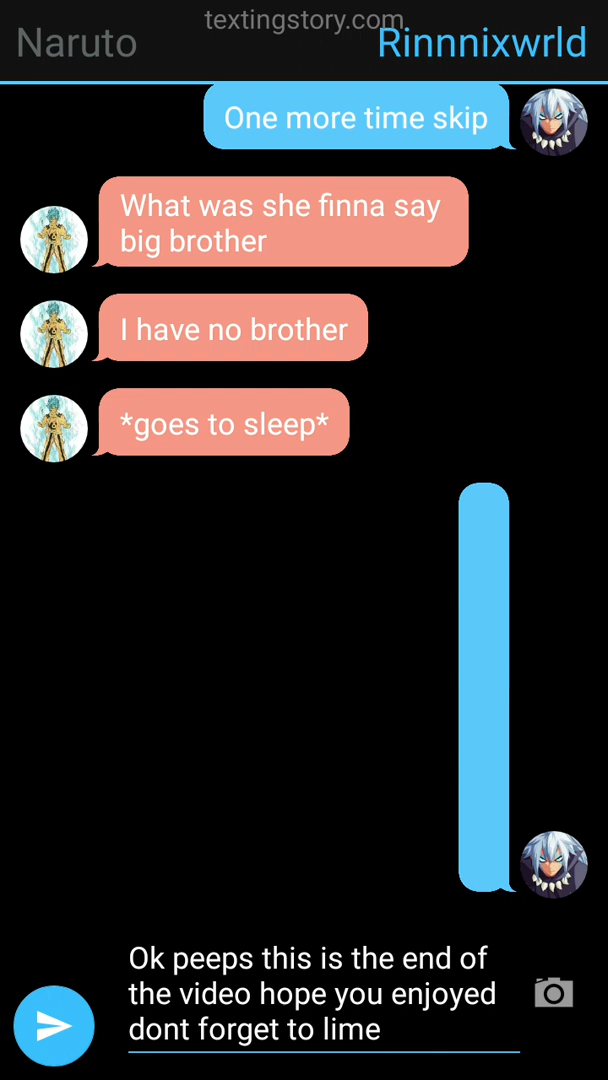 textingstory.com
Naruto
Rinnnixwrld
One more time skip
What was she finna say
big brother
I have no brother
*goes to sleep*
Ok peeps this is the end of
the video hope you enjoyed
dont forget to lime